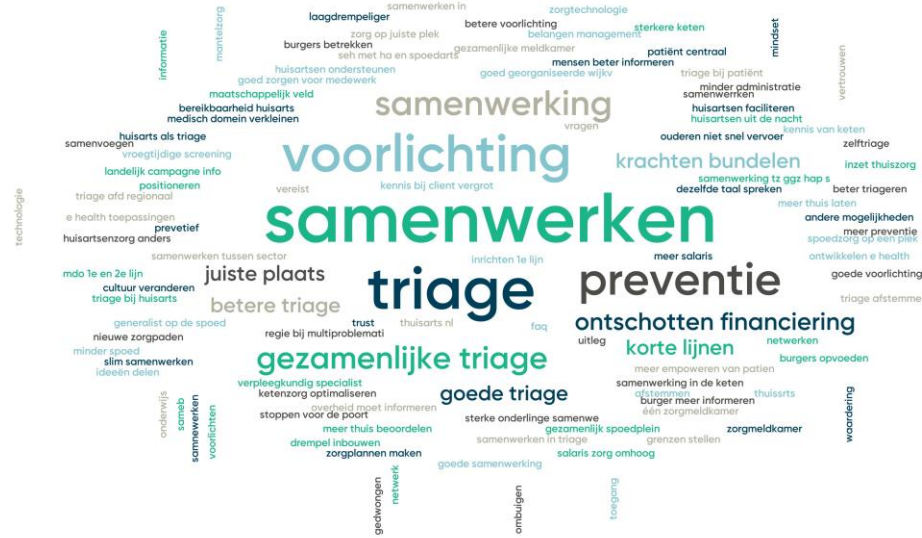 samenwerken in
zorgtechnologie
laagdrempeliger
betere voorlichting
sterkere keten
mantelzorg
zorg op juiste plek
belangen management
mindset
burgers betrekken
gezamenlijke meldkamer
patiënt centraal
informatie
seh met ha en spoedarts
mensen beter informeren
vertrouwen
huisartsen ondersteunen
goed georganiseerde wijkv
triage bij patiënt
goed zorgen voor medewerk
minder administratie
maatschappelijk veld
samenwerrken
bereikbaarheid huisarts
samenwerking
huisartsen faciliteren
medisch domein verkleinen
huisartsen uit de nacht
vragen
kennis van keten
huisarts als triage
ouderen niet snel vervoer
zelftriage
samenvoegen
voorlichting
vroegtijdige screening
krachten bundelen
inzet thuiszorg
landelijk campagne info
samenwerking tz ggz hap s
positioneren
kennis bij client vergrot
dezelfde taal spreken
beter triageren
triage afd regionaal
vereist
meer thuis laten
technologie
e health toepassingen
samenwerken
andere mogelijkheden
prevetief
meer preventie
huisartsenzorg anders
spoedzorg op een plek
samenwerken tussen sector
inrichten 1e lijn
meer salaris
ontwikkelen e health
mdo 1e en 2e lijn
juiste plaats
triage
preventie
goede voorlichting
cultuur veranderen
triage bij huisarts
betere triage
triage afstemme
generalist op de spoed
trust
thuisarts nl
faq
ontschotten financiering
nieuwe zorgpaden
regie bij multiproblemati
uitleg
networken
minder spoed
gezamenlijke triage
korte lijnen
burgers opvoeden
slim samenwerken
ideeën delen
meer empoweren van patien
verpleegkundig specialist
samenwerking in de keten
ketenzorg optimaliseren
goede triage
afstemmen
thuissrts
waardering
onderwijs
sameb
samnewerken
voorlichten
overheid moet informeren
burger meer informeren
stoppen voor de poort
sterke onderlinge samenwe
één zorgmeldkamer
meer thuis beoordelen
gezamenlijk spoedplein
zorgmeldkamer
drempel inbouwen
samenwerken in triage
grenzen stellen
zorgplannen maken
salaris zorg omhoog
goede samenwerking
gedwongen
netwerk
ombuigen
toegang